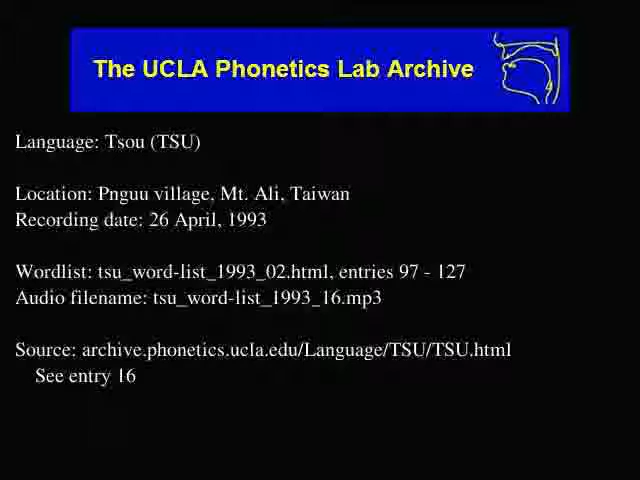 The UCLA Phonetics Lab Archive
Language: Tsou (TSU)
Location: Pnguu village, Mt. Ali, Taiwan
Recording date: 26 April, 1993
Wordlist: tsu_word-list_1993_02.html, entries 97 - 127
Audio filename: tsu_word-list_1993_16.mp3
Source: archive.phonetics.ucla.edu/Language/TSU/TSU.html
See entry 16